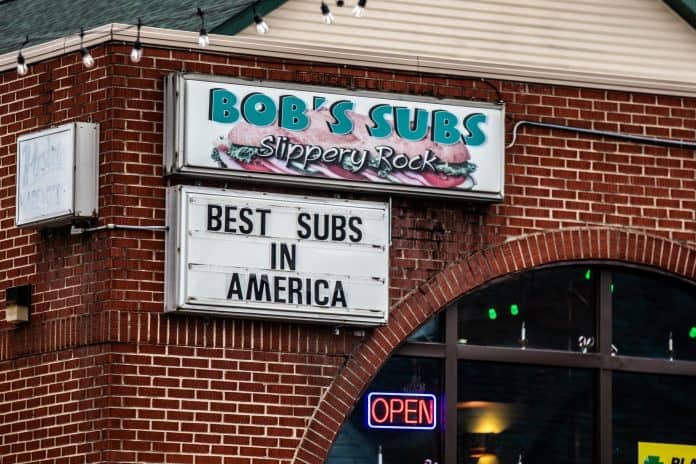 BOB'S SUBS
Slippery Rock
BEST SUBS
IN
AMERICA
OPEN